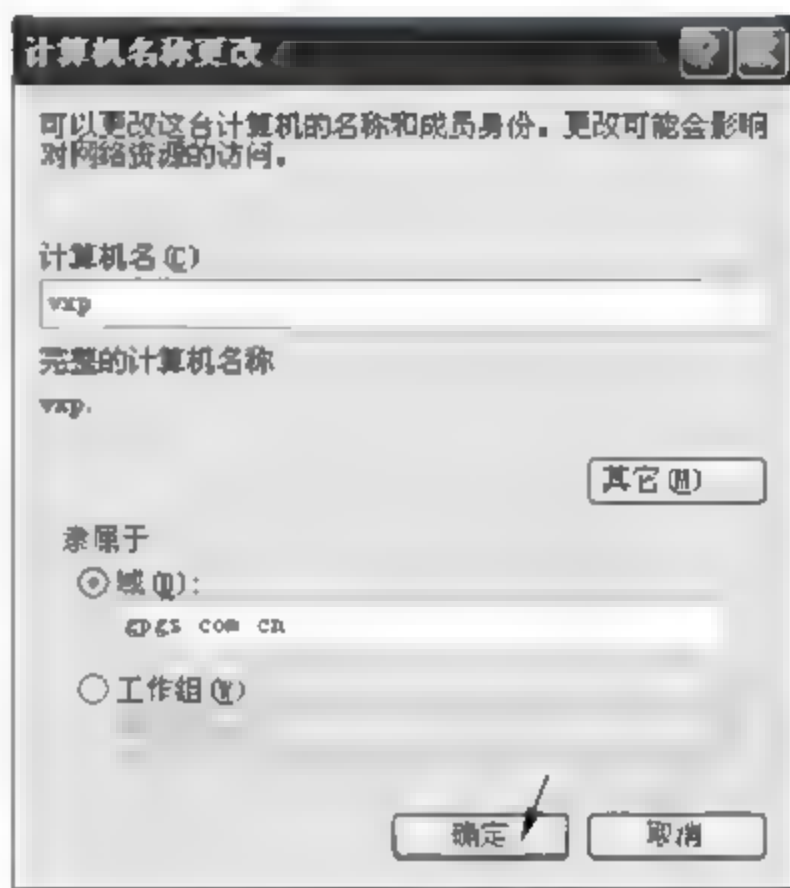 计算机名称更改
可以更改这台计算机的名称和成员身份。更改可能会影响
对网络资源的访问。
计算机名(C)
vxp
完整的计算机名称
vxp.
其它(M)
隶属于
域(D):
gpgs com cn
工作组(W)
确定
取消